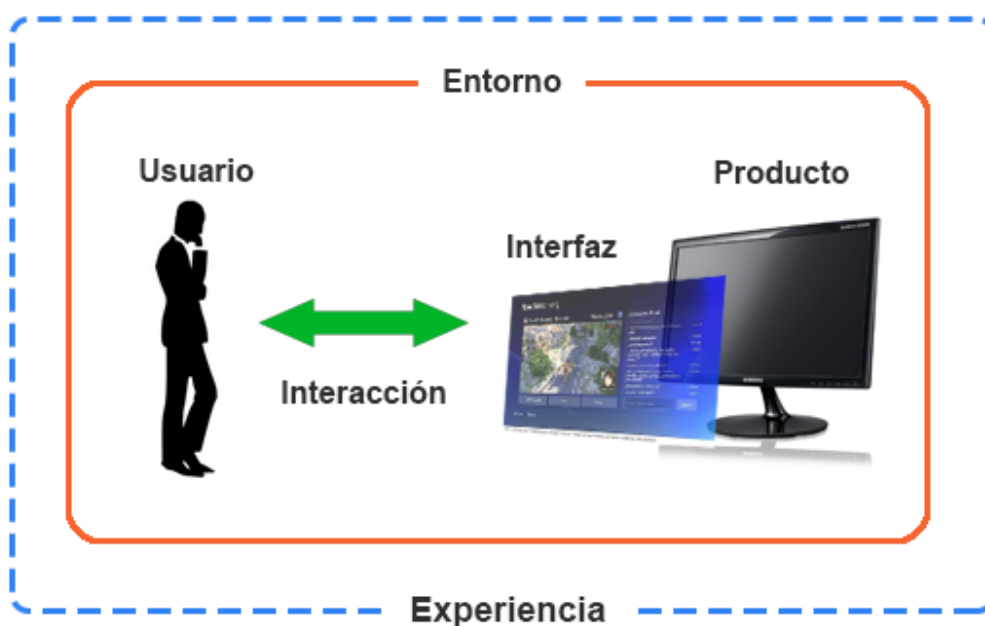 Entorno
Usuario
Producto
Interfaz
Interacción
Experiencia